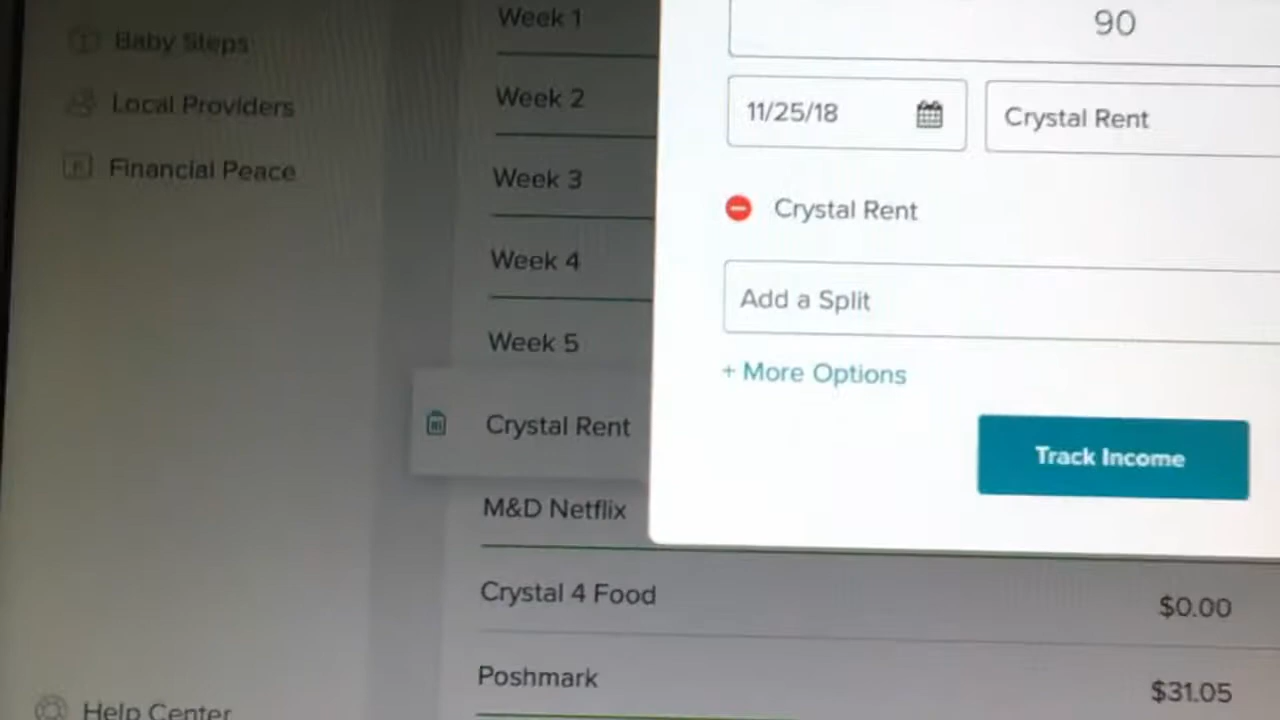 Baby Steps
Local Providers
Financial Peace
Help Center
Week 1
Week 2
Week 3
Week 4
Week 5
Crystal Rent
M&D Netflix
Crystal 4 Food
$0.00
Poshmark
$31.05
90
11/25/18
Crystal Rent
Crystal Rent
Add a Split
+ More Options
Track Income